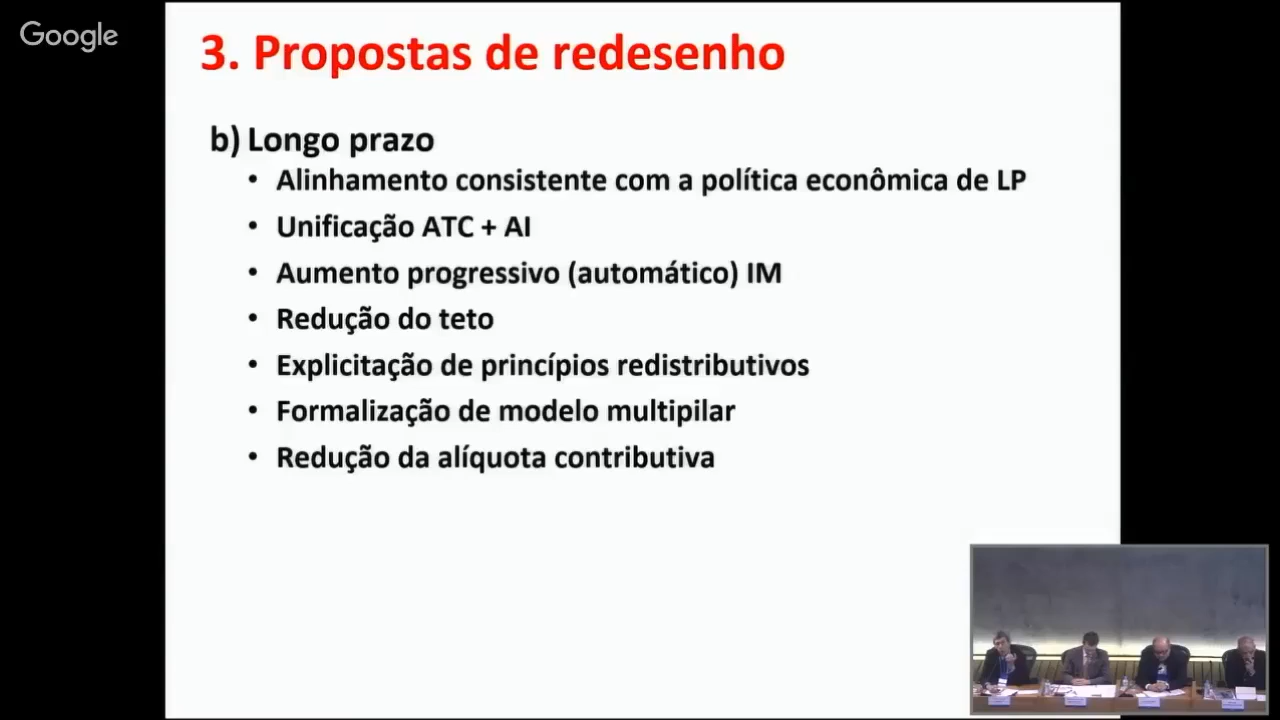 Google
3. Propostas de redesenho
b) Longo prazo
• Alinhamento consistente com a política econômica de LP
• Unificação ATC + AI
• Aumento progressivo (automático) IM
• Redução do teto
• Explicitação de princípios redistributivos
• Formalização de modelo multipilar
• Redução da alíquota contributiva